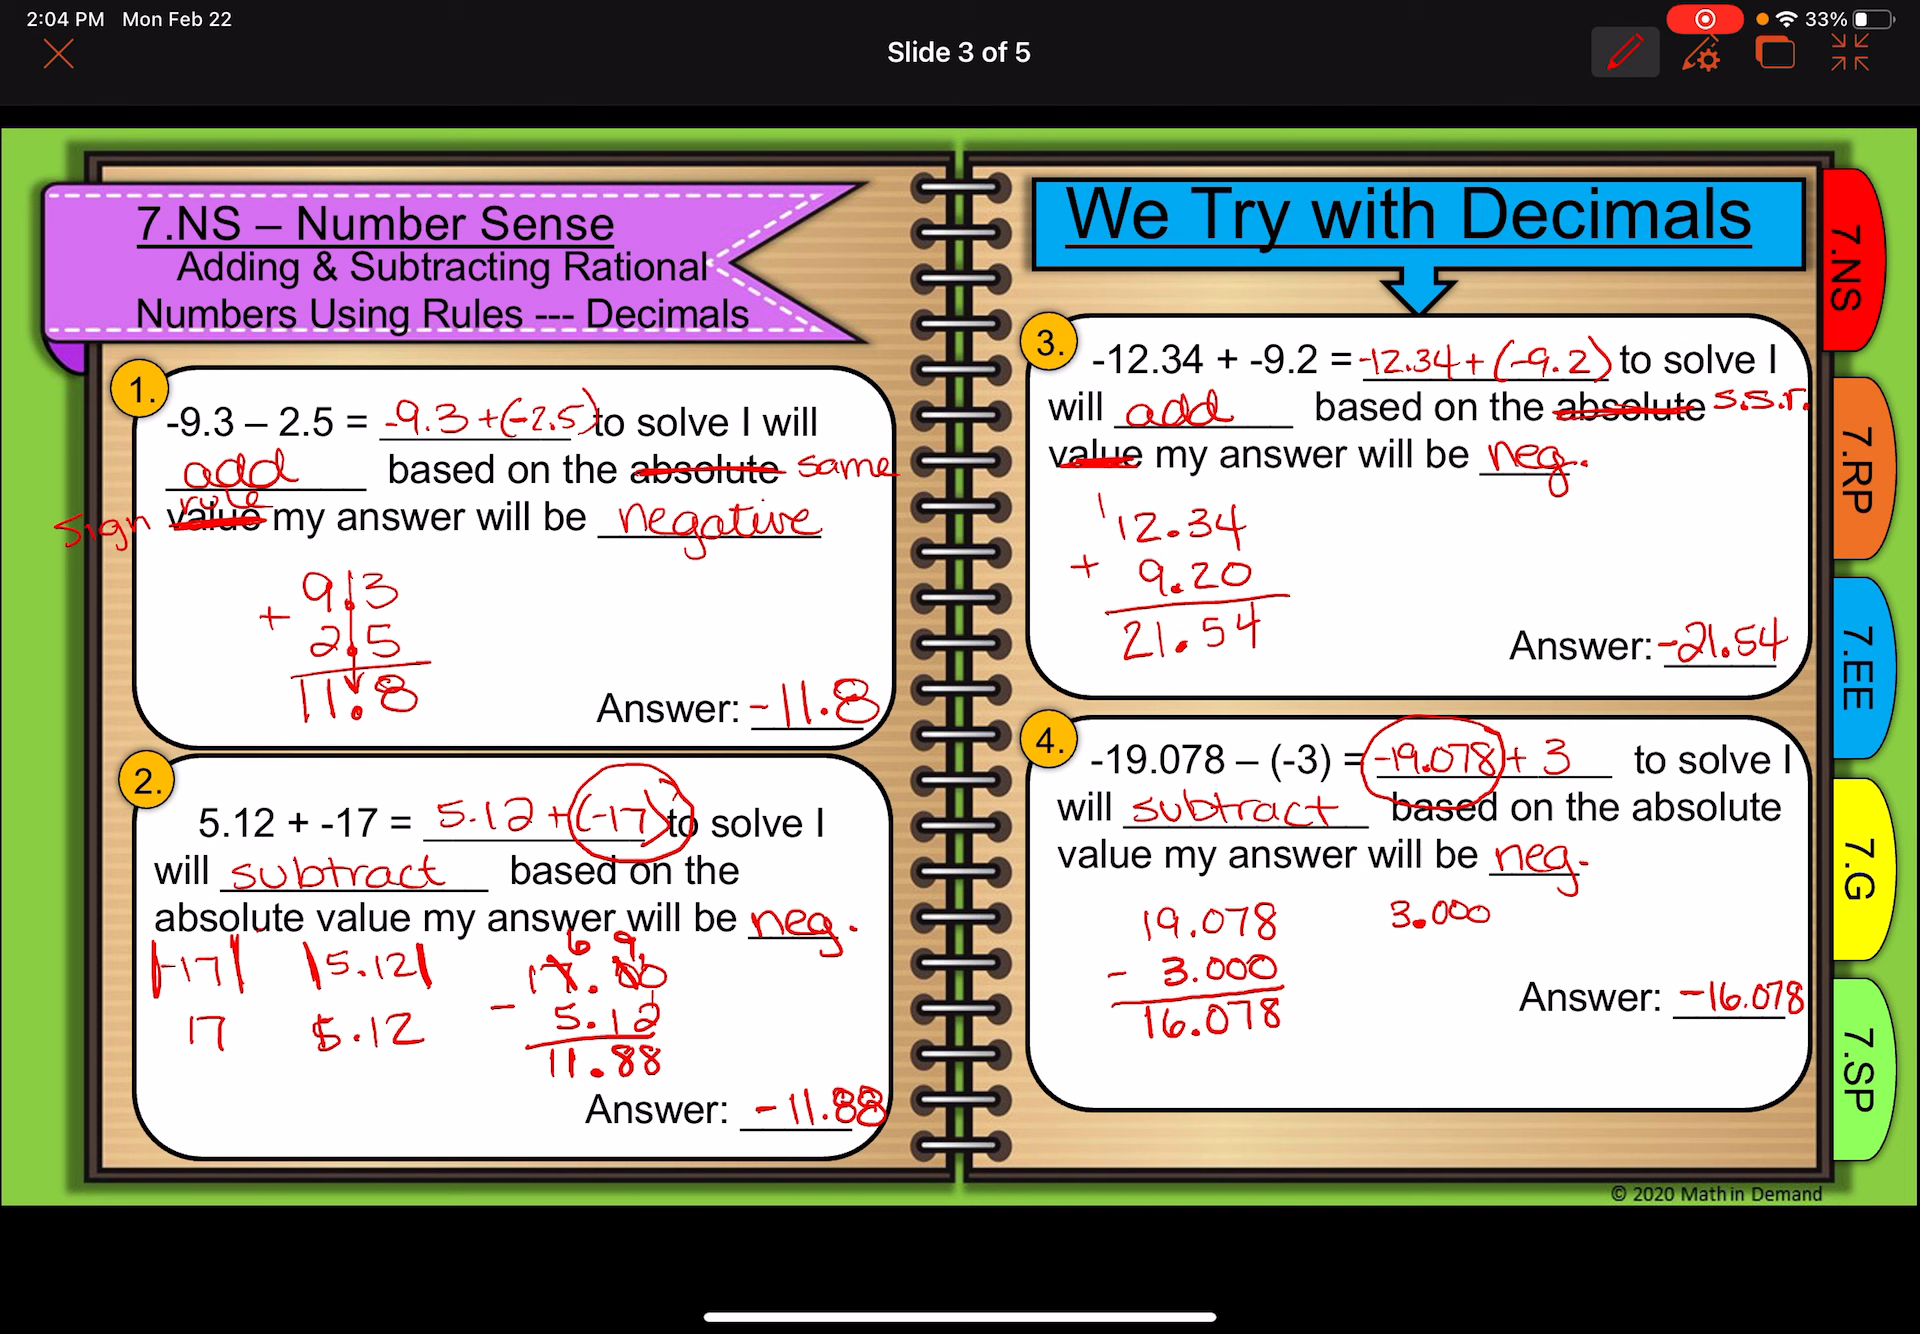 2:04 PM Mon Feb 22
33%
Slide 3 of 5
7.NS – Number Sense
Adding & Subtracting Rational
Numbers Using Rules --- Decimals
1.
-9.3 – 2.5 = -9.3 + (-2.5) to solve I will
add based on the absolute same
sign value rule my answer will be negative
9.3
+ 2.5
11.8
Answer: -11.8
2.
5.12 + -17 = 5.12 + (-17) to solve I
will subtract based on the
absolute value my answer will be neg.
|-17| |5.12|
17 5.12
6 9
17.00
- 5.12
11.88
Answer: -11.88
We Try with Decimals
3.
-12.34 + -9.2 = -12.34 + (-9.2) to solve I
will add based on the absolute s.s.r.
value my answer will be neg.
1
12.34
+ 9.20
21.54
Answer: -21.54
4.
-19.078 – (-3) = -19.078 + 3 to solve I
will subtract based on the absolute
value my answer will be neg.
19.078 3.000
- 3.000
16.078
Answer: -16.078
7.NS
7.RP
7.EE
7.G
7.SP
© 2020 Math in Demand